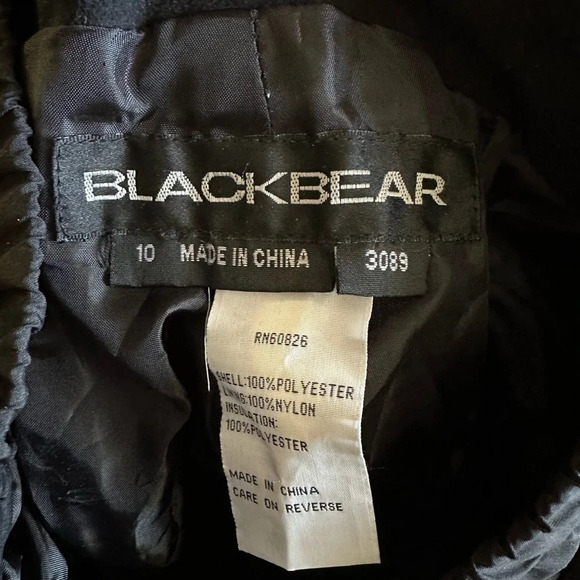 BLACKBEAR
10 MADE IN CHINA 3089
RN60826
SHELL:100%POLYESTER
LINING:100%NYLON
INSULATION:
100%POLYESTER
MADE IN CHINA
CARE ON REVERSE